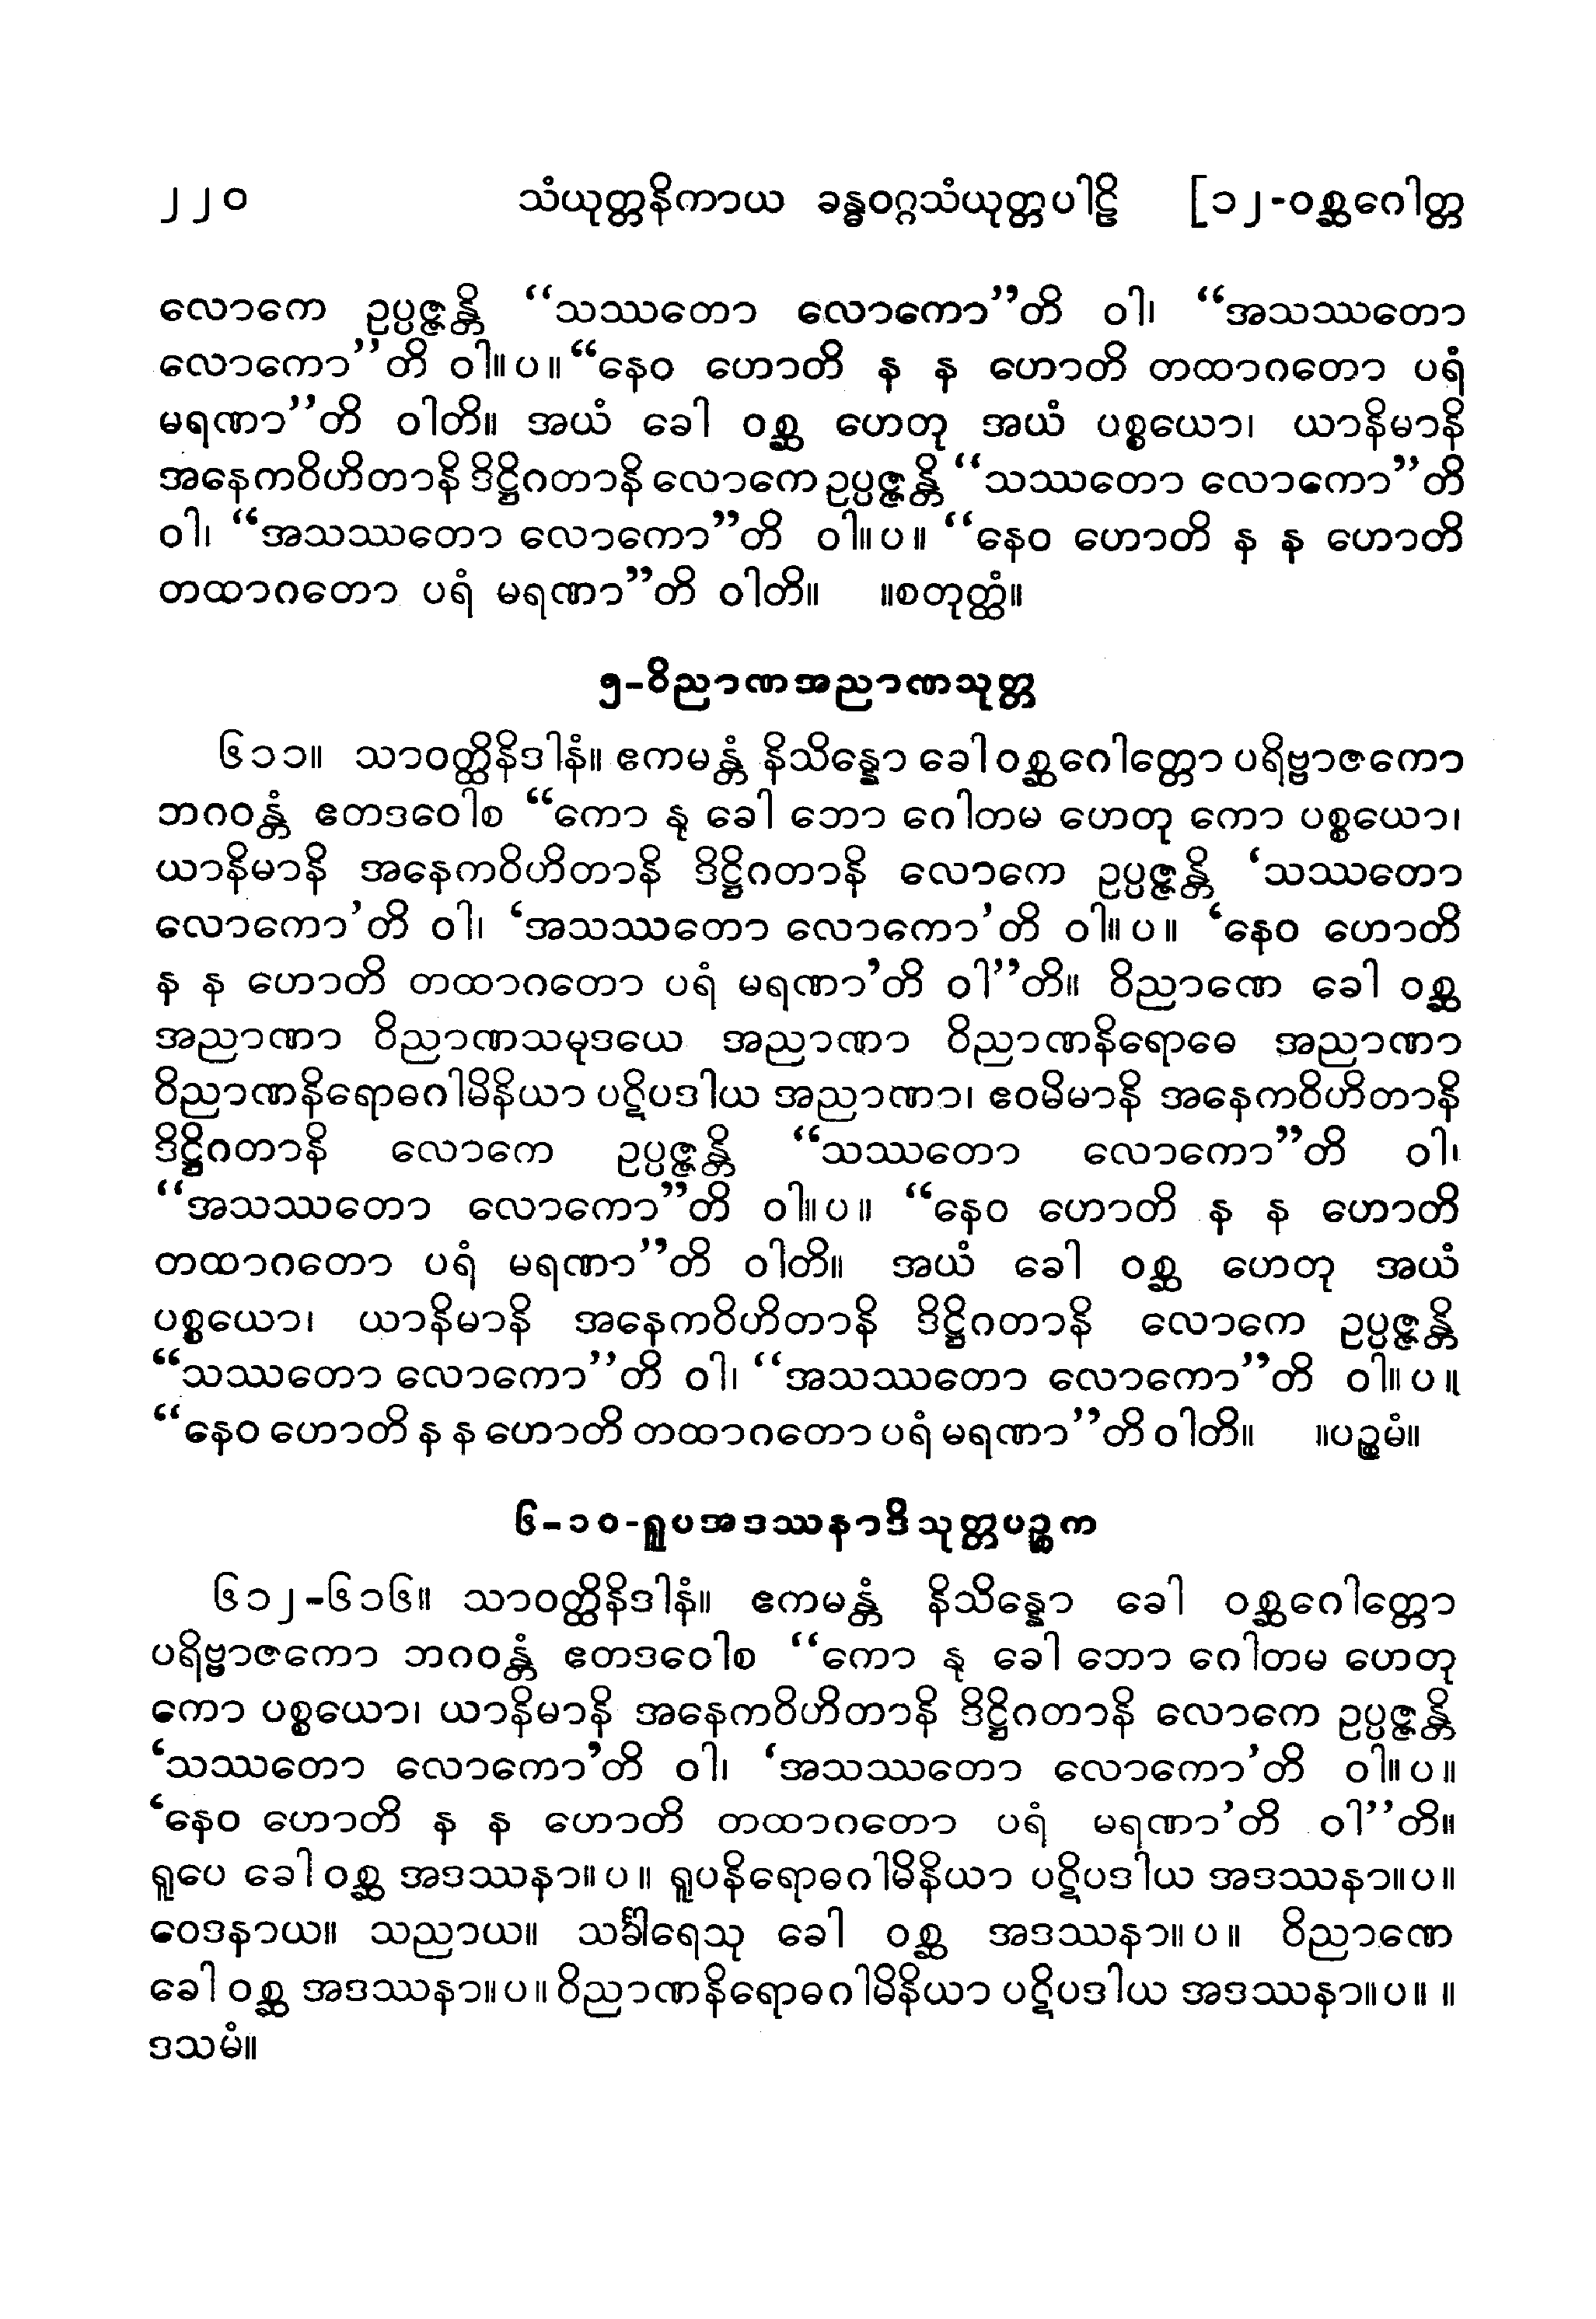 ၂၂၀ သံယုတ္တနိကာယ ခန္ဓဝဂ္ဂသံယုတ္တပါဠိ [၁၂-ဝစ္ဆဂေါတ္တ
လောကေ ဥပ္ပဇ္ဇန္တိ “သဿတော လောကော”တိ ဝါ၊ “အသဿတော
လောကော”တိ ဝါ။ပ။“နေဝ ဟောတိ န န ဟောတိ တထာဂတော ပရံ
မရဏာ”တိ ဝါတိ။ အယံ ခေါ ဝစ္ဆ ဟေတု အယံ ပစ္စယော၊ ယာနိမာနိ
အနေကဝိဟိတာနိ ဒိဋ္ဌိဂတာနိ လောကေ ဥပ္ပဇ္ဇန္တိ “သဿတော လောကော”တိ
ဝါ၊ “အသဿတော လောကော”တိ ဝါ။ပ။ “နေဝ ဟောတိ န န ဟောတိ
တထာဂတော ပရံ မရဏာ”တိ ဝါတိ။ ။စတုတ္ထံ။
၅-ဝိညာဏအညာဏသုတ္တ
၆၁၁။ သာဝတ္ထိနိဒါနံ။ ဧကမန္တံ နိသိန္နော ခေါ ဝစ္ဆဂေါတ္တော ပရိဗ္ဗာဇကော
ဘဂဝန္တံ ဧတဒဝေါစ “ကော နု ခေါ ဘော ဂေါတမ ဟေတု ကော ပစ္စယော၊
ယာနိမာနိ အနေကဝိဟိတာနိ ဒိဋ္ဌိဂတာနိ လောကေ ဥပ္ပဇ္ဇန္တိ ‘သဿတော
လောကော’တိ ဝါ၊ ‘အသဿတော လောကော’တိ ဝါ။ပ။ ‘နေဝ ဟောတိ
န န ဟောတိ တထာဂတော ပရံ မရဏာ’တိ ဝါ”တိ။ ဝိညာဏေ ခေါ ဝစ္ဆ
အညာဏာ ဝိညာဏသမုဒယေ အညာဏာ ဝိညာဏနိရောဓေ အညာဏာ
ဝိညာဏနိရောဓဂါမိနိယာ ပဋိပဒါယ အညာဏာ၊ ဧဝမိမာနိ အနေကဝိဟိတာနိ
ဒိဋ္ဌိဂတာနိ လောကေ ဥပ္ပဇ္ဇန္တိ “သဿတော လောကော”တိ ဝါ၊
“အသဿတော လောကော”တိ ဝါ။ပ။ “နေဝ ဟောတိ န န ဟောတိ
တထာဂတော ပရံ မရဏာ”တိ ဝါတိ။ အယံ ခေါ ဝစ္ဆ ဟေတု အယံ
ပစ္စယော၊ ယာနိမာနိ အနေကဝိဟိတာနိ ဒိဋ္ဌိဂတာနိ လောကေ ဥပ္ပဇ္ဇန္တိ
“သဿတော လောကော”တိ ဝါ၊ “အသဿတော လောကော”တိ ဝါ။ပ။
“နေဝ ဟောတိ န န ဟောတိ တထာဂတော ပရံ မရဏာ”တိ ဝါတိ။ ။ပဉ္စမံ။
၆-၁၀-ရူပအဒဿနာဒိသုတ္တပဉ္စက
၆၁၂-၆၁၆။ သာဝတ္ထိနိဒါနံ။ ဧကမန္တံ နိသိန္နော ခေါ ဝစ္ဆဂေါတ္တော
ပရိဗ္ဗာဇကော ဘဂဝန္တံ ဧတဒဝေါစ “ကော နု ခေါ ဘော ဂေါတမ ဟေတု
ကော ပစ္စယော၊ ယာနိမာနိ အနေကဝိဟိတာနိ ဒိဋ္ဌိဂတာနိ လောကေ ဥပ္ပဇ္ဇန္တိ
‘သဿတော လောကော’တိ ဝါ၊ ‘အသဿတော လောကော’တိ ဝါ။ပ။
‘နေဝ ဟောတိ န န ဟောတိ တထာဂတော ပရံ မရဏာ’တိ ဝါ”တိ။
ရူပေ ခေါ ဝစ္ဆ အဒဿနာ။ပ။ ရူပနိရောဓဂါမိနိယာ ပဋိပဒါယ အဒဿနာ။ပ။
ဝေဒနာယ။ သညာယ။ သင်္ခါရေသု ခေါ ဝစ္ဆ အဒဿနာ။ပ။ ဝိညာဏေ
ခေါ ဝစ္ဆ အဒဿနာ။ပ။ ဝိညာဏနိရောဓဂါမိနိယာ ပဋိပဒါယ အဒဿနာ။ပ။ ။
ဒသမံ။